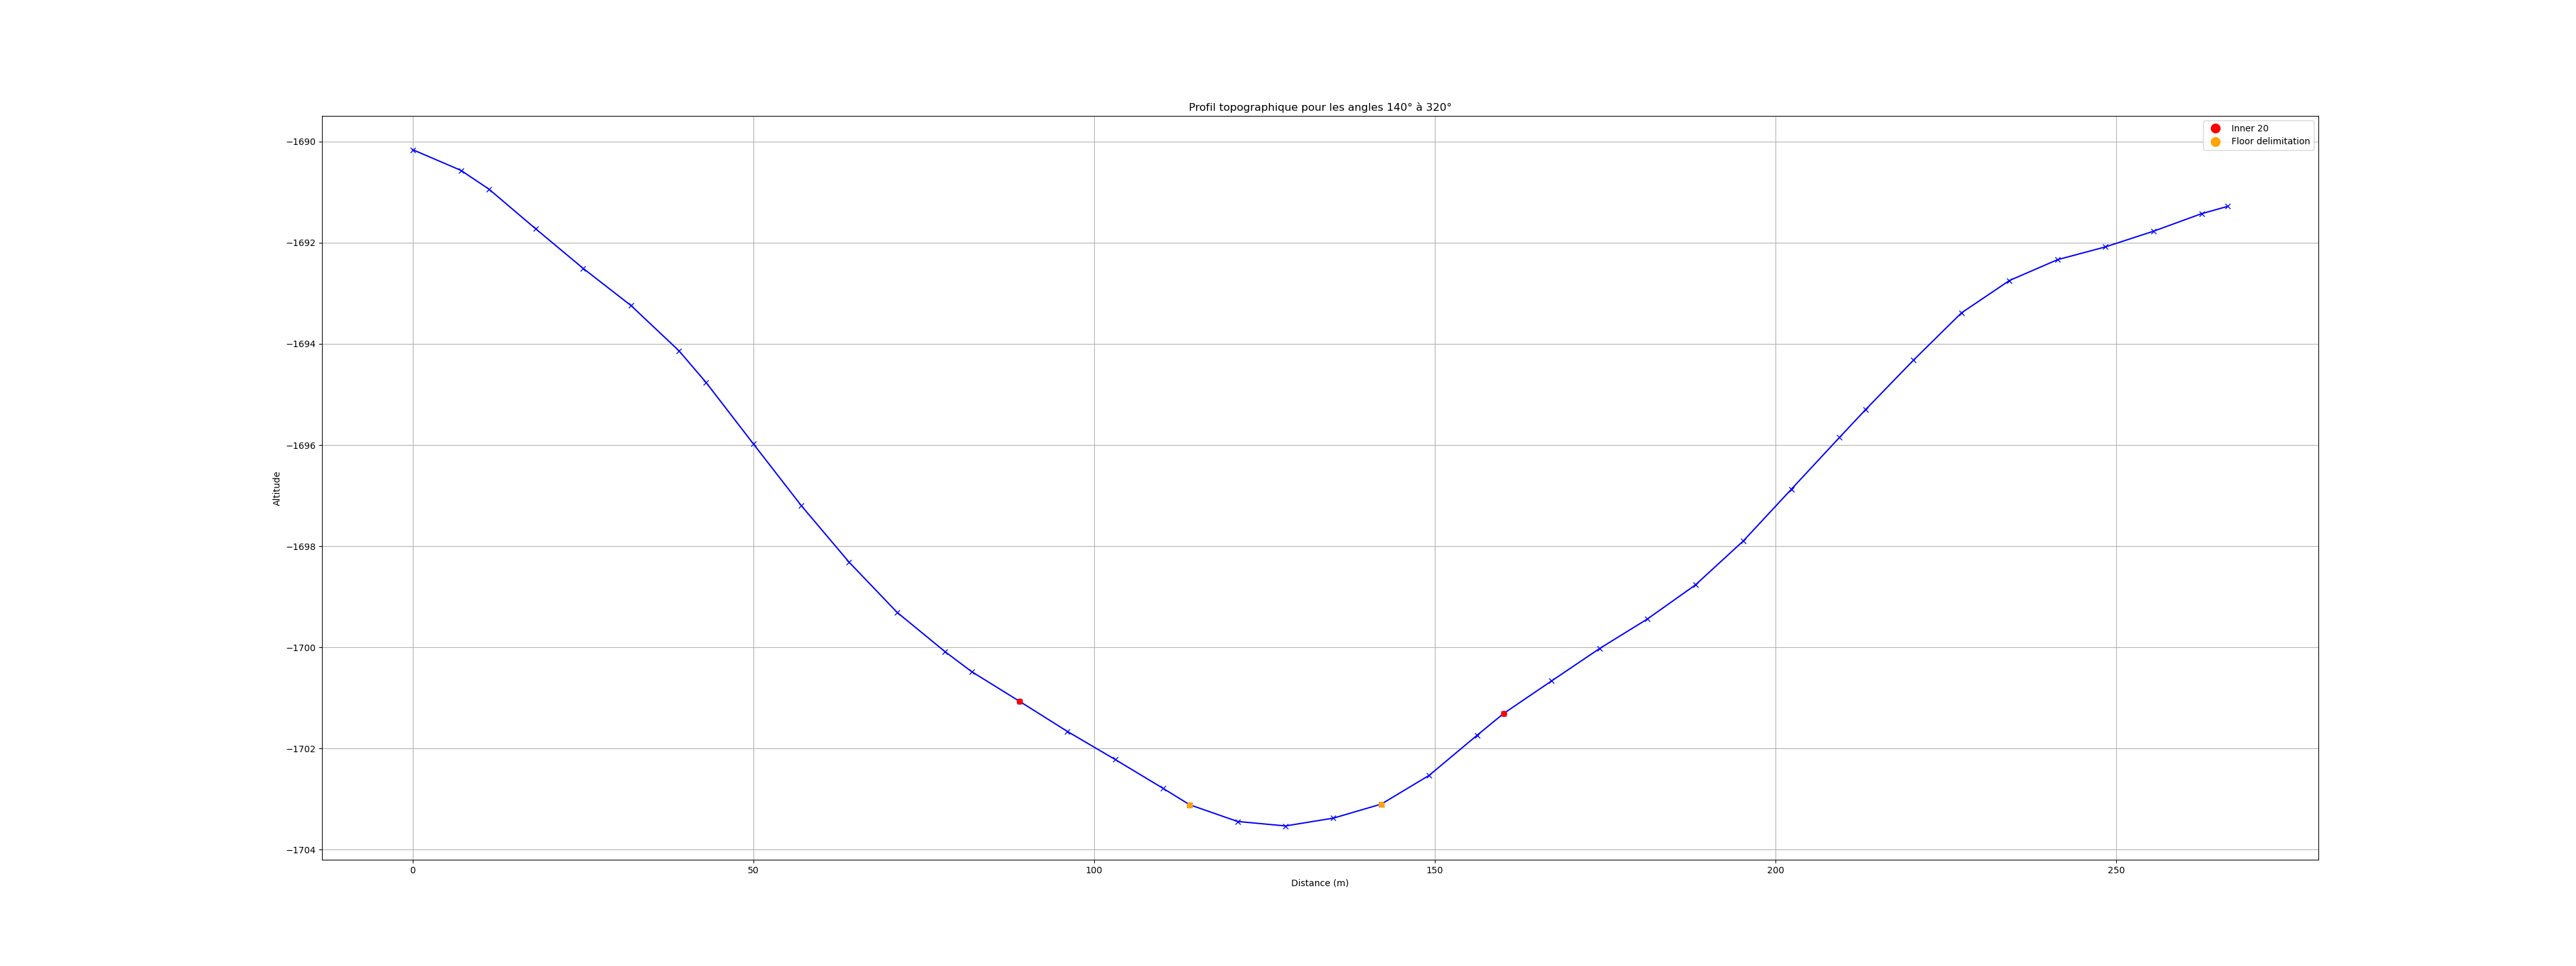 Profil topographique pour les angles 140° à 320°
Inner 20
Floor delimitation
−1690
−1692
−1694
−1696
−1698
−1700
−1702
−1704
Altitude
0 50 100 150 200 250
Distance (m)